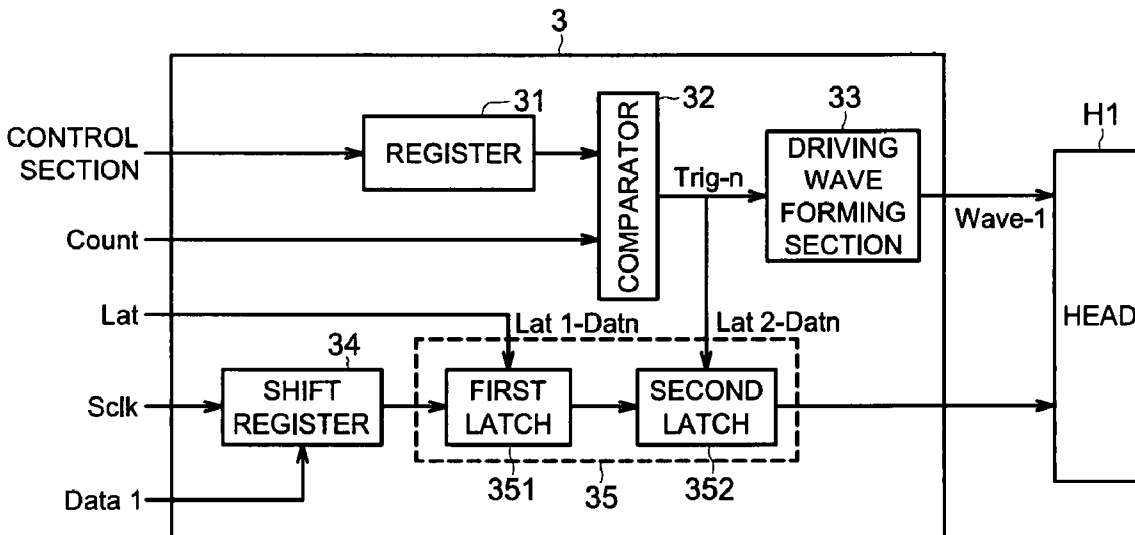 3
CONTROL
SECTION
31
REGISTER
32
COMPARATOR
33
DRIVING
WAVE
FORMING
SECTION
H1
HEAD
Trig-n
Wave-1
Count
Lat
Lat 1-Datn
Lat 2-Datn
34
Sclk
SHIFT
REGISTER
FIRST
LATCH
SECOND
LATCH
351
35
352
Data 1